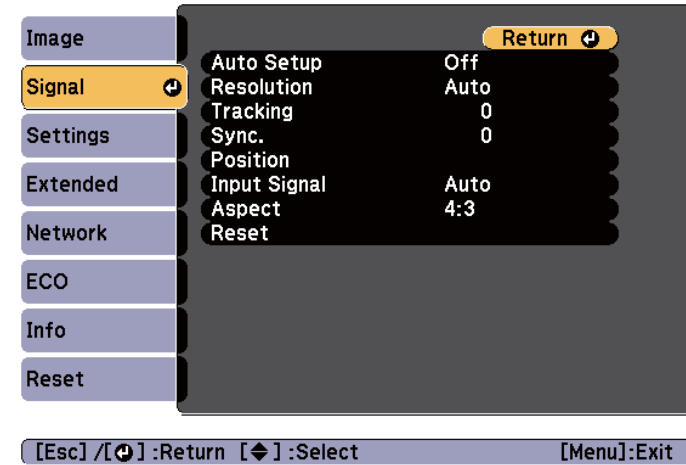 Image
Signal
Settings
Extended
Network
ECO
Info
Reset
Return
Auto Setup Off
Resolution Auto
Tracking 0
Sync. 0
Position
Input Signal Auto
Aspect 4:3
Reset
[Esc] /[⏎] :Return [◆] :Select [Menu]:Exit